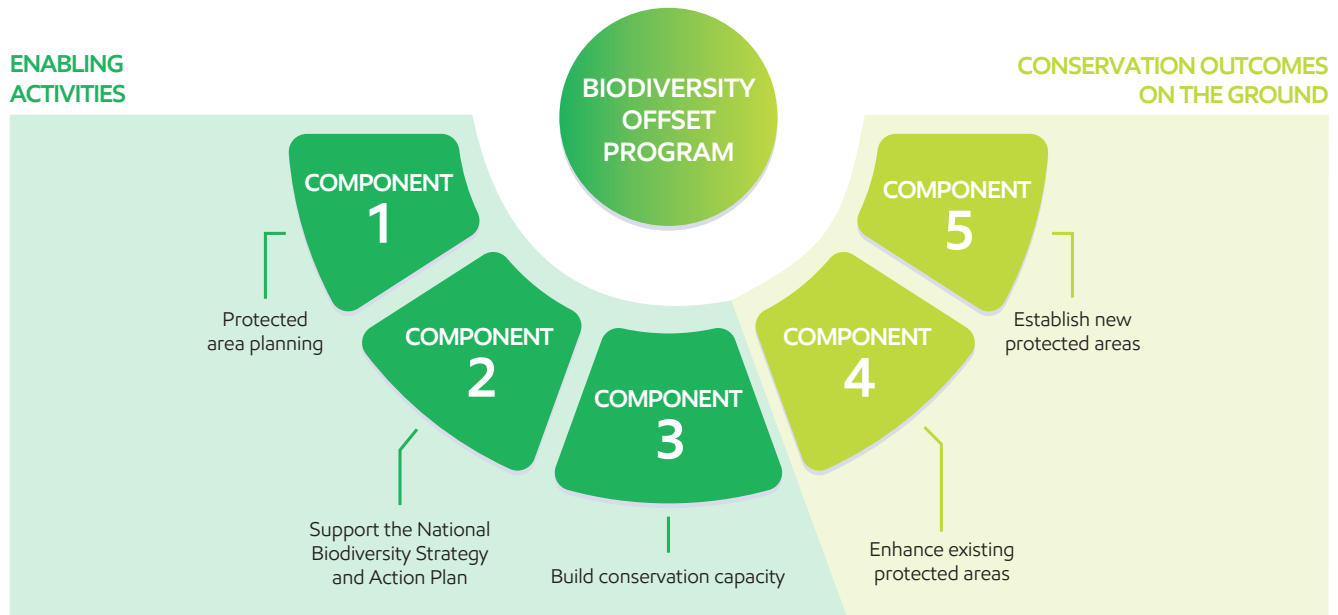 ENABLING
ACTIVITIES
BIODIVERSITY
OFFSET
PROGRAM
CONSERVATION OUTCOMES
ON THE GROUND
COMPONENT
1
Protected
area planning
COMPONENT
2
Support the National
Biodiversity Strategy
and Action Plan
COMPONENT
3
Build conservation capacity
COMPONENT
4
Enhance existing
protected areas
COMPONENT
5
Establish new
protected areas